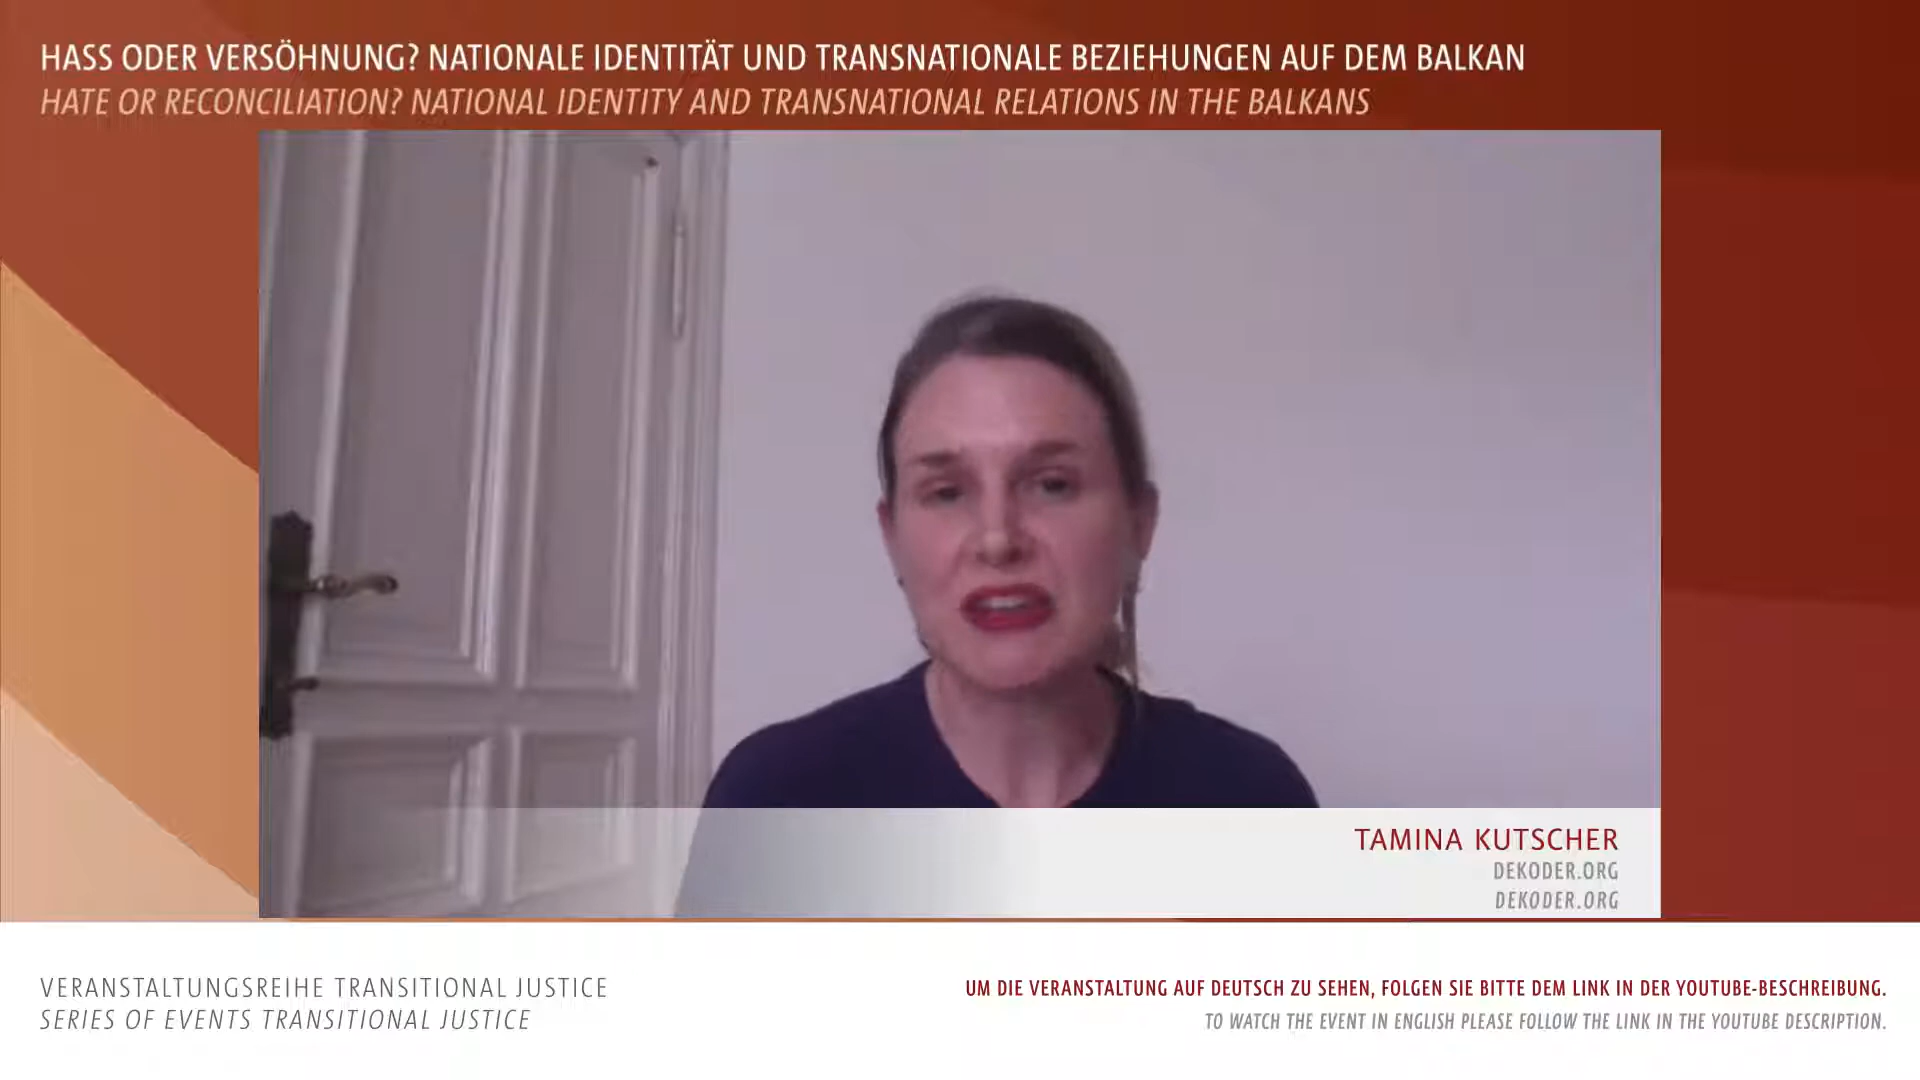 HASS ODER VERSÖHNUNG? NATIONALE IDENTITÄT UND TRANSNATIONALE BEZIEHUNGEN AUF DEM BALKAN
HATE OR RECONCILIATION? NATIONAL IDENTITY AND TRANSNATIONAL RELATIONS IN THE BALKANS
TAMINA KUTSCHER
DEKODER.ORG
DEKODER.ORG
VERANSTALTUNGSREIHE TRANSITIONAL JUSTICE
SERIES OF EVENTS TRANSITIONAL JUSTICE
UM DIE VERANSTALTUNG AUF DEUTSCH ZU SEHEN, FOLGEN SIE BITTE DEM LINK IN DER YOUTUBE-BESCHREIBUNG.
TO WATCH THE EVENT IN ENGLISH PLEASE FOLLOW THE LINK IN THE YOUTUBE DESCRIPTION.